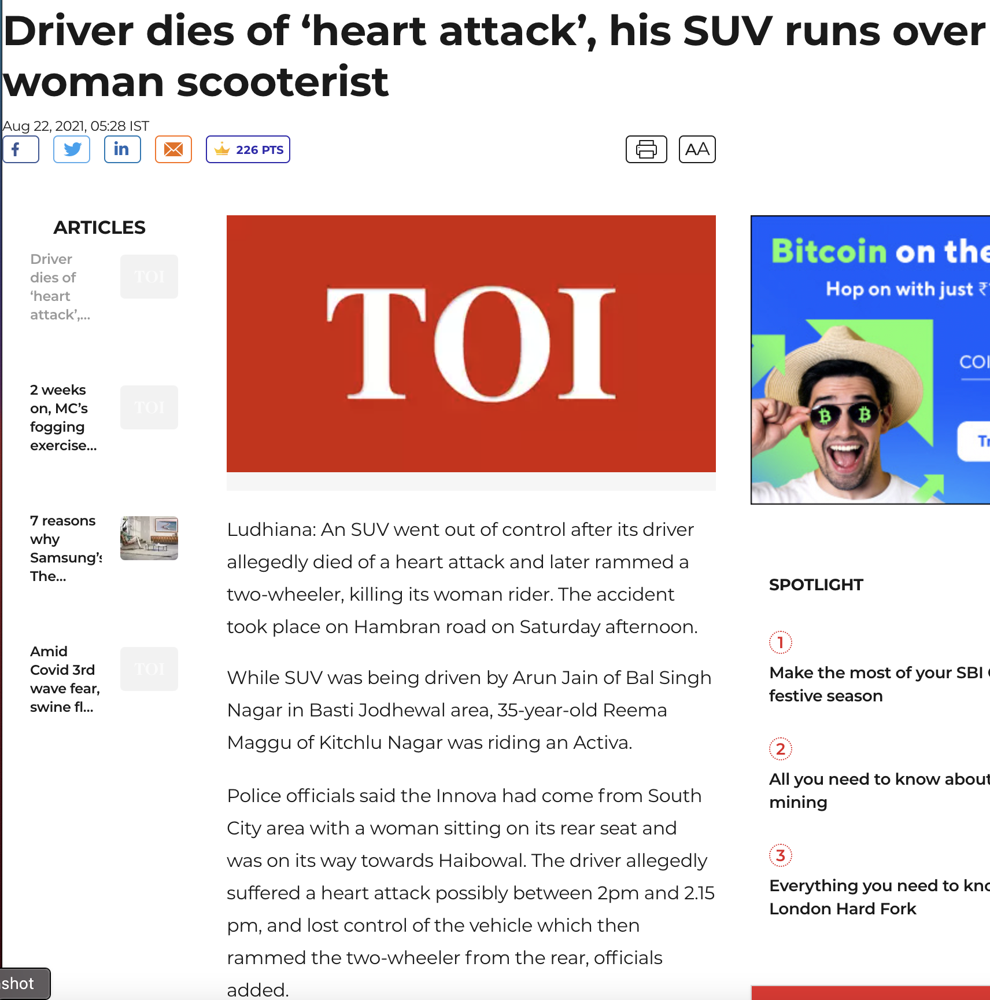 Driver dies of ‘heart attack’, his SUV runs over
woman scooterist
Aug 22, 2021, 05:28 IST
f
in
226 PTS
AA
ARTICLES
Driver
dies of
‘heart
attack’,...
TOI
2 weeks
on, MC’s
fogging
exercise...
TOI
7 reasons
why
Samsung’s
The...
Amid
Covid 3rd
wave fear,
swine fl...
TOI
TOI
Ludhiana: An SUV went out of control after its driver
allegedly died of a heart attack and later rammed a
two-wheeler, killing its woman rider. The accident
took place on Hambran road on Saturday afternoon.
While SUV was being driven by Arun Jain of Bal Singh
Nagar in Basti Jodhewal area, 35-year-old Reema
Maggu of Kitchlu Nagar was riding an Activa.
Police officials said the Innova had come from South
City area with a woman sitting on its rear seat and
was on its way towards Haibowal. The driver allegedly
suffered a heart attack possibly between 2pm and 2.15
pm, and lost control of the vehicle which then
rammed the two-wheeler from the rear, officials
added.
Bitcoin on the
Hop on with just ₹
SPOTLIGHT
1
Make the most of your SBI
festive season
2
All you need to know about
mining
3
Everything you need to
London Hard Fork
shot